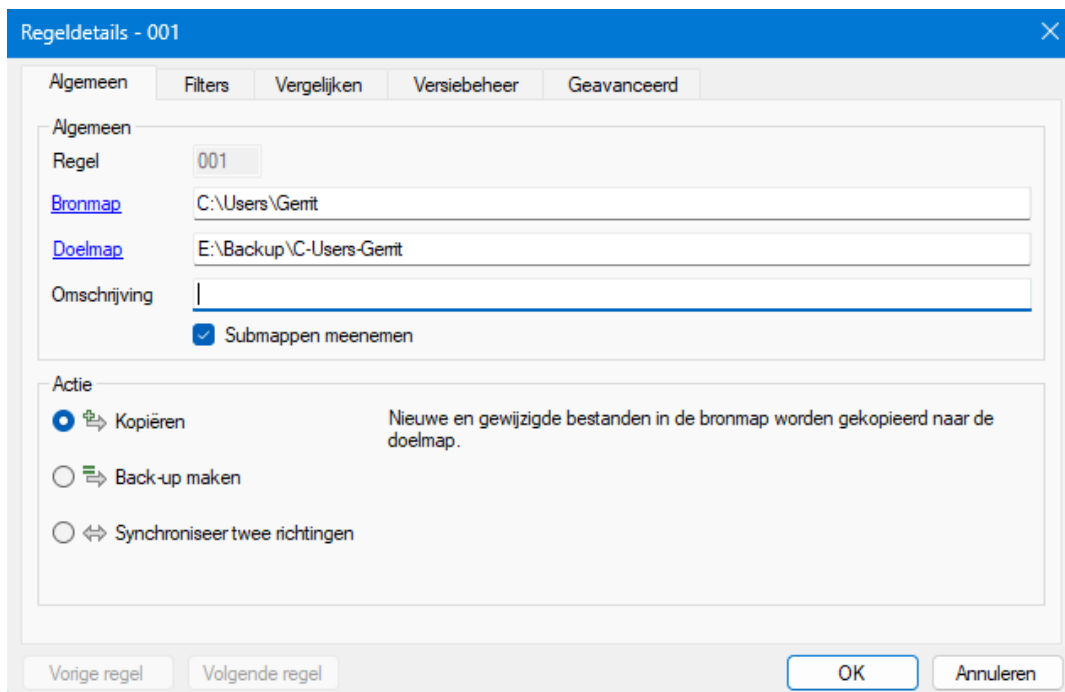 Regeldetails - 001
Algemeen
Filters
Vergelijken
Versiebeheer
Geavanceerd
Algemeen
Regel 001
Bronmap C:\Users\Gerrit
Doelmap E:\Backup\C-Users-Gerrit
Omschrijving
Submappen meenemen
Actie
Kopiëren
Nieuwe en gewijzigde bestanden in de bronmap worden gekopieerd naar de
doelmap.
Back-up maken
Synchroniseer twee richtingen
Vorige regel
Volgende regel
OK
Annuleren